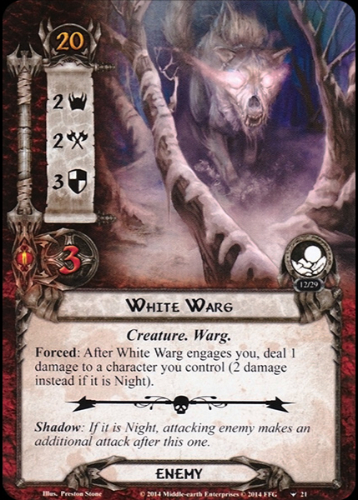 20
2
2
3
3
12/29
White Warg
Creature. Warg.
Forced: After White Warg engages you, deal 1
damage to a character you control (2 damage
instead if it is Night).
Shadow: If it is Night, attacking enemy makes an
additional attack after this one.
ENEMY
Illus. Preston Stone © 2014 Middle-earth Enterprises © 2014 FFG 21